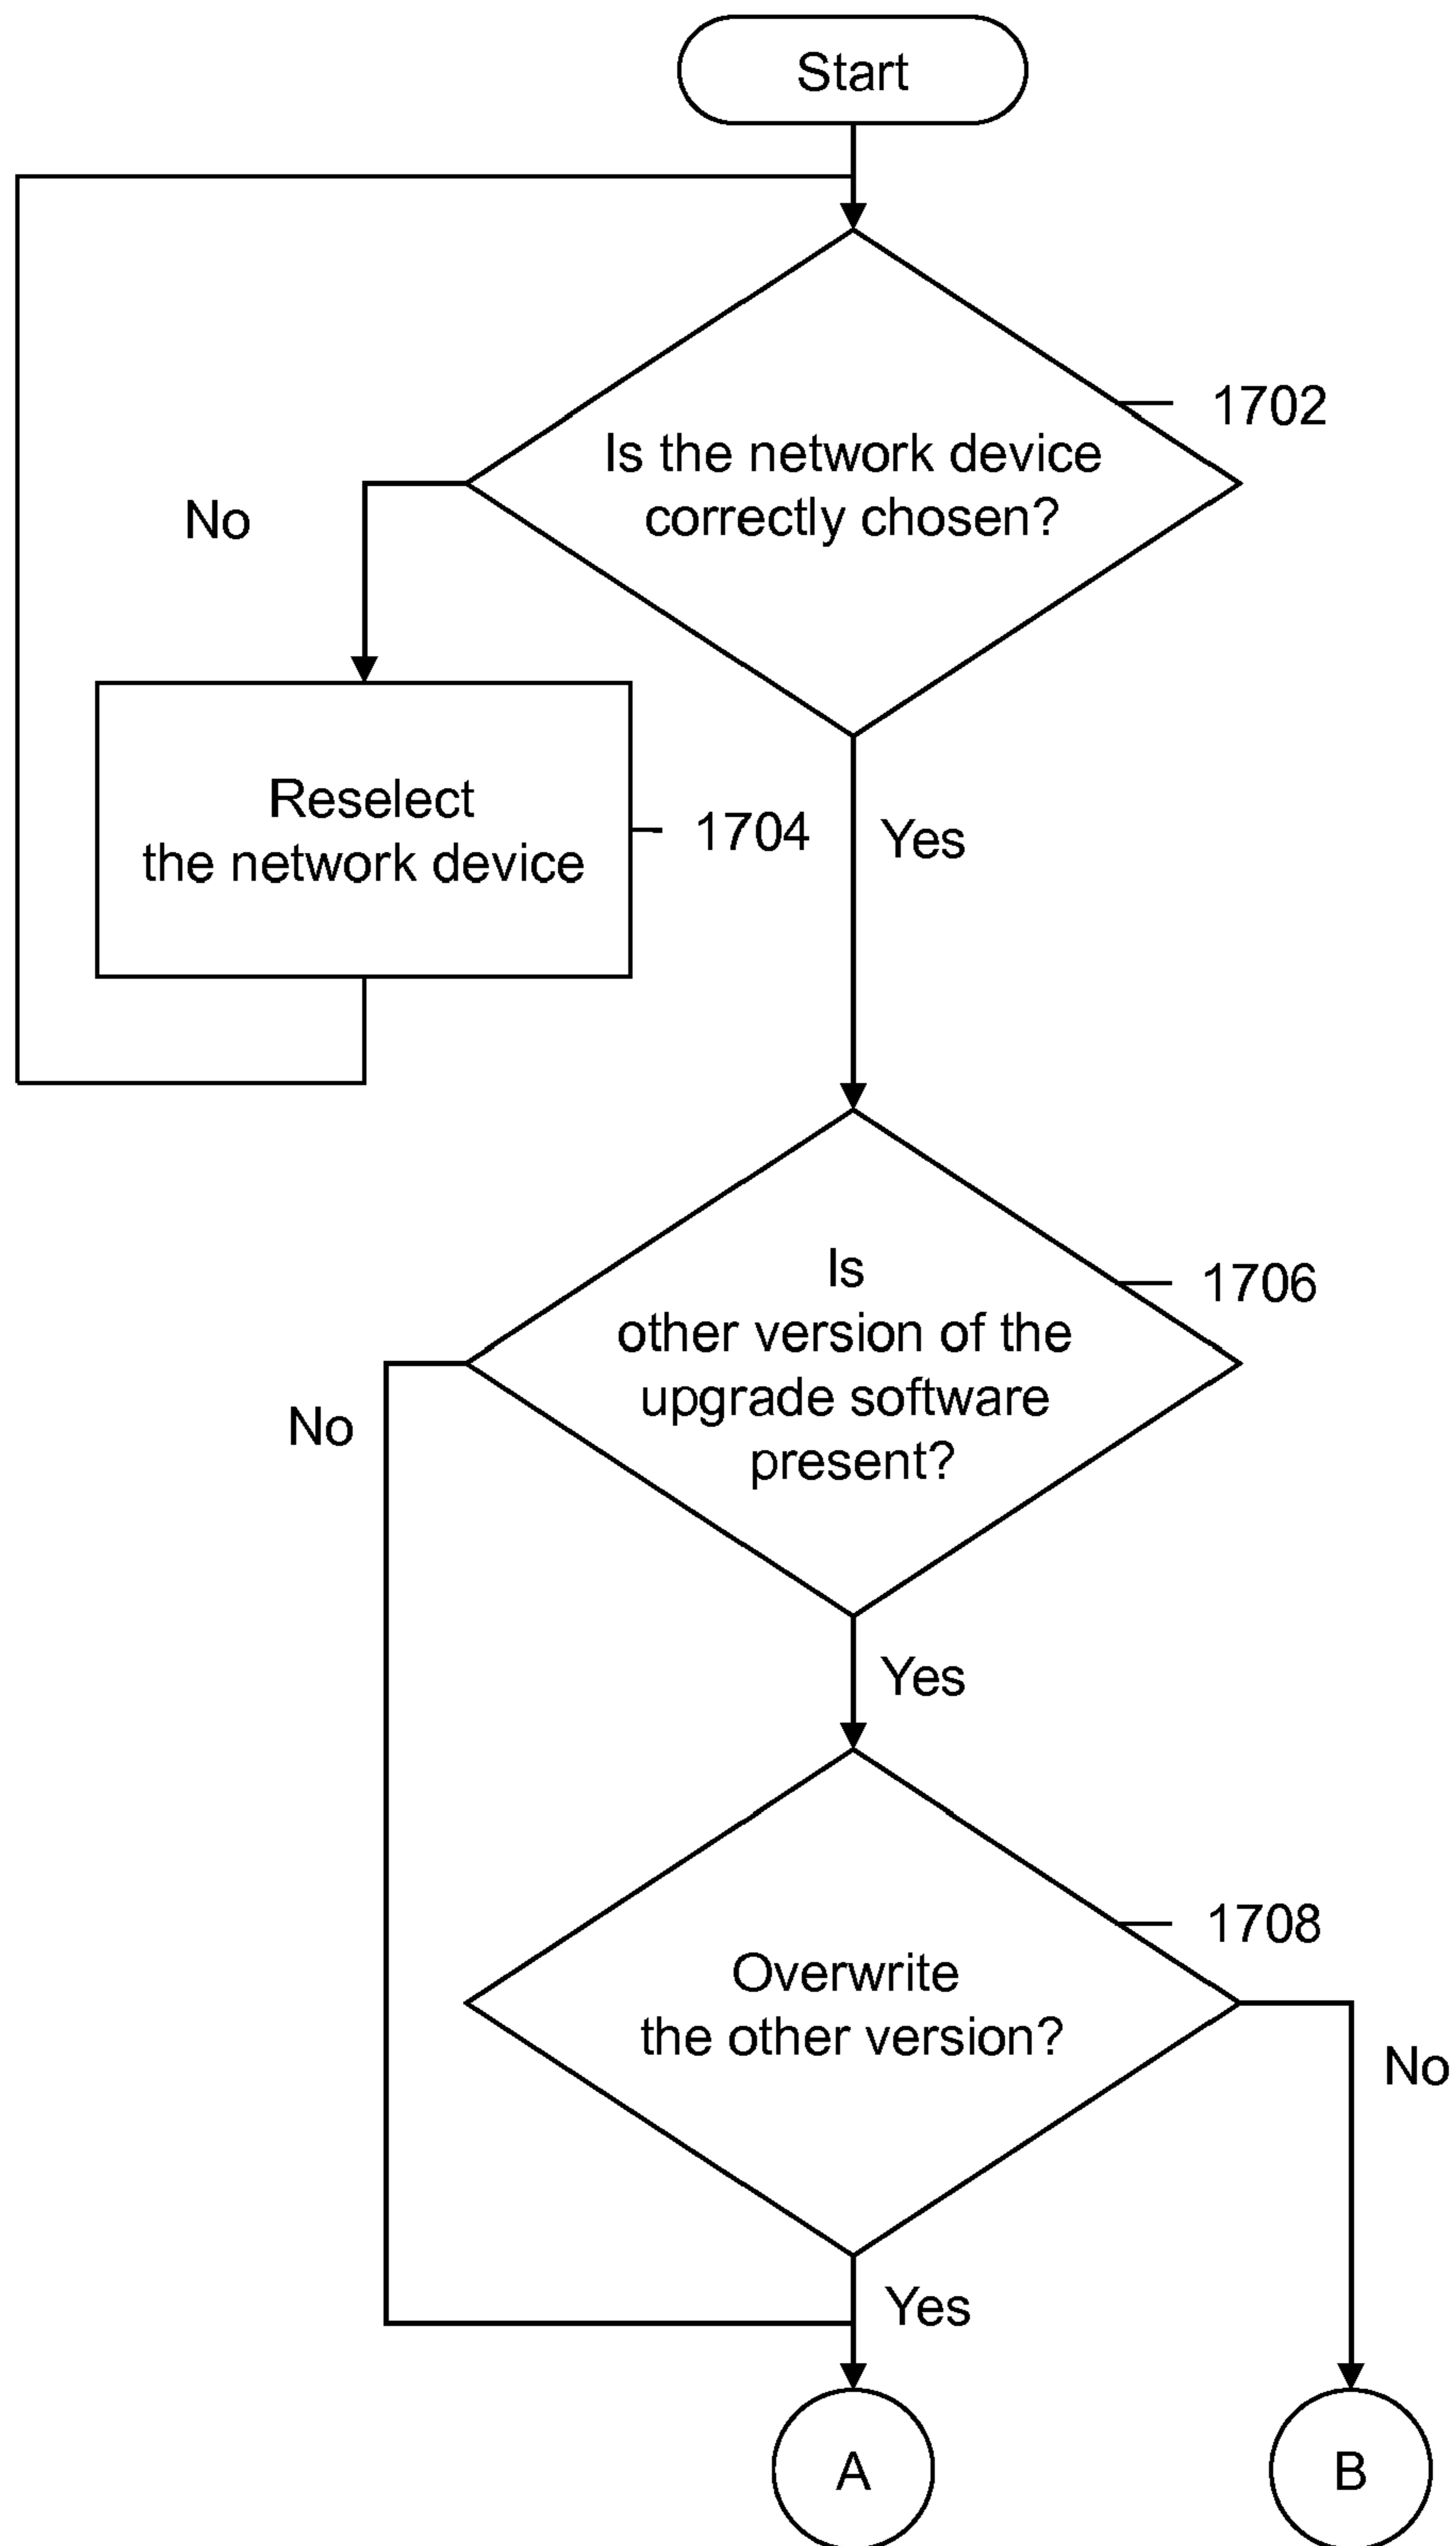 Start
1702
Is the network device
correctly chosen?
No
Reselect
the network device
1704
Yes
Is
other version of the
upgrade software
present?
1706
No
Yes
1708
Overwrite
the other version?
No
Yes
A
B